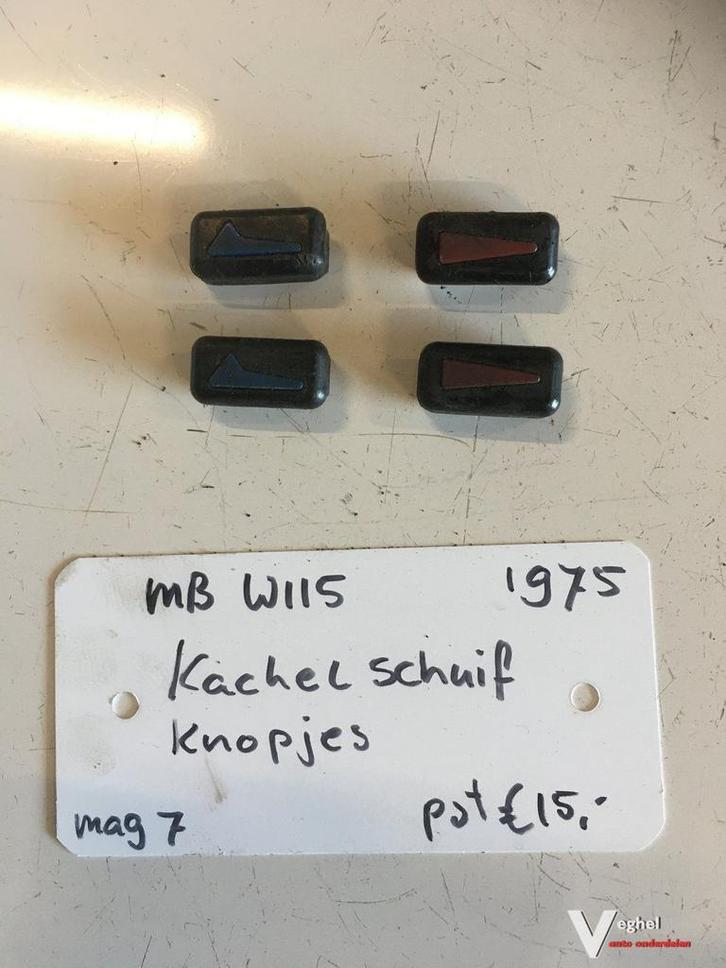 MB W115 1975
Kachel schuif
knopjes
mag 7 pst €15,-
Veghel
auto onderdelen